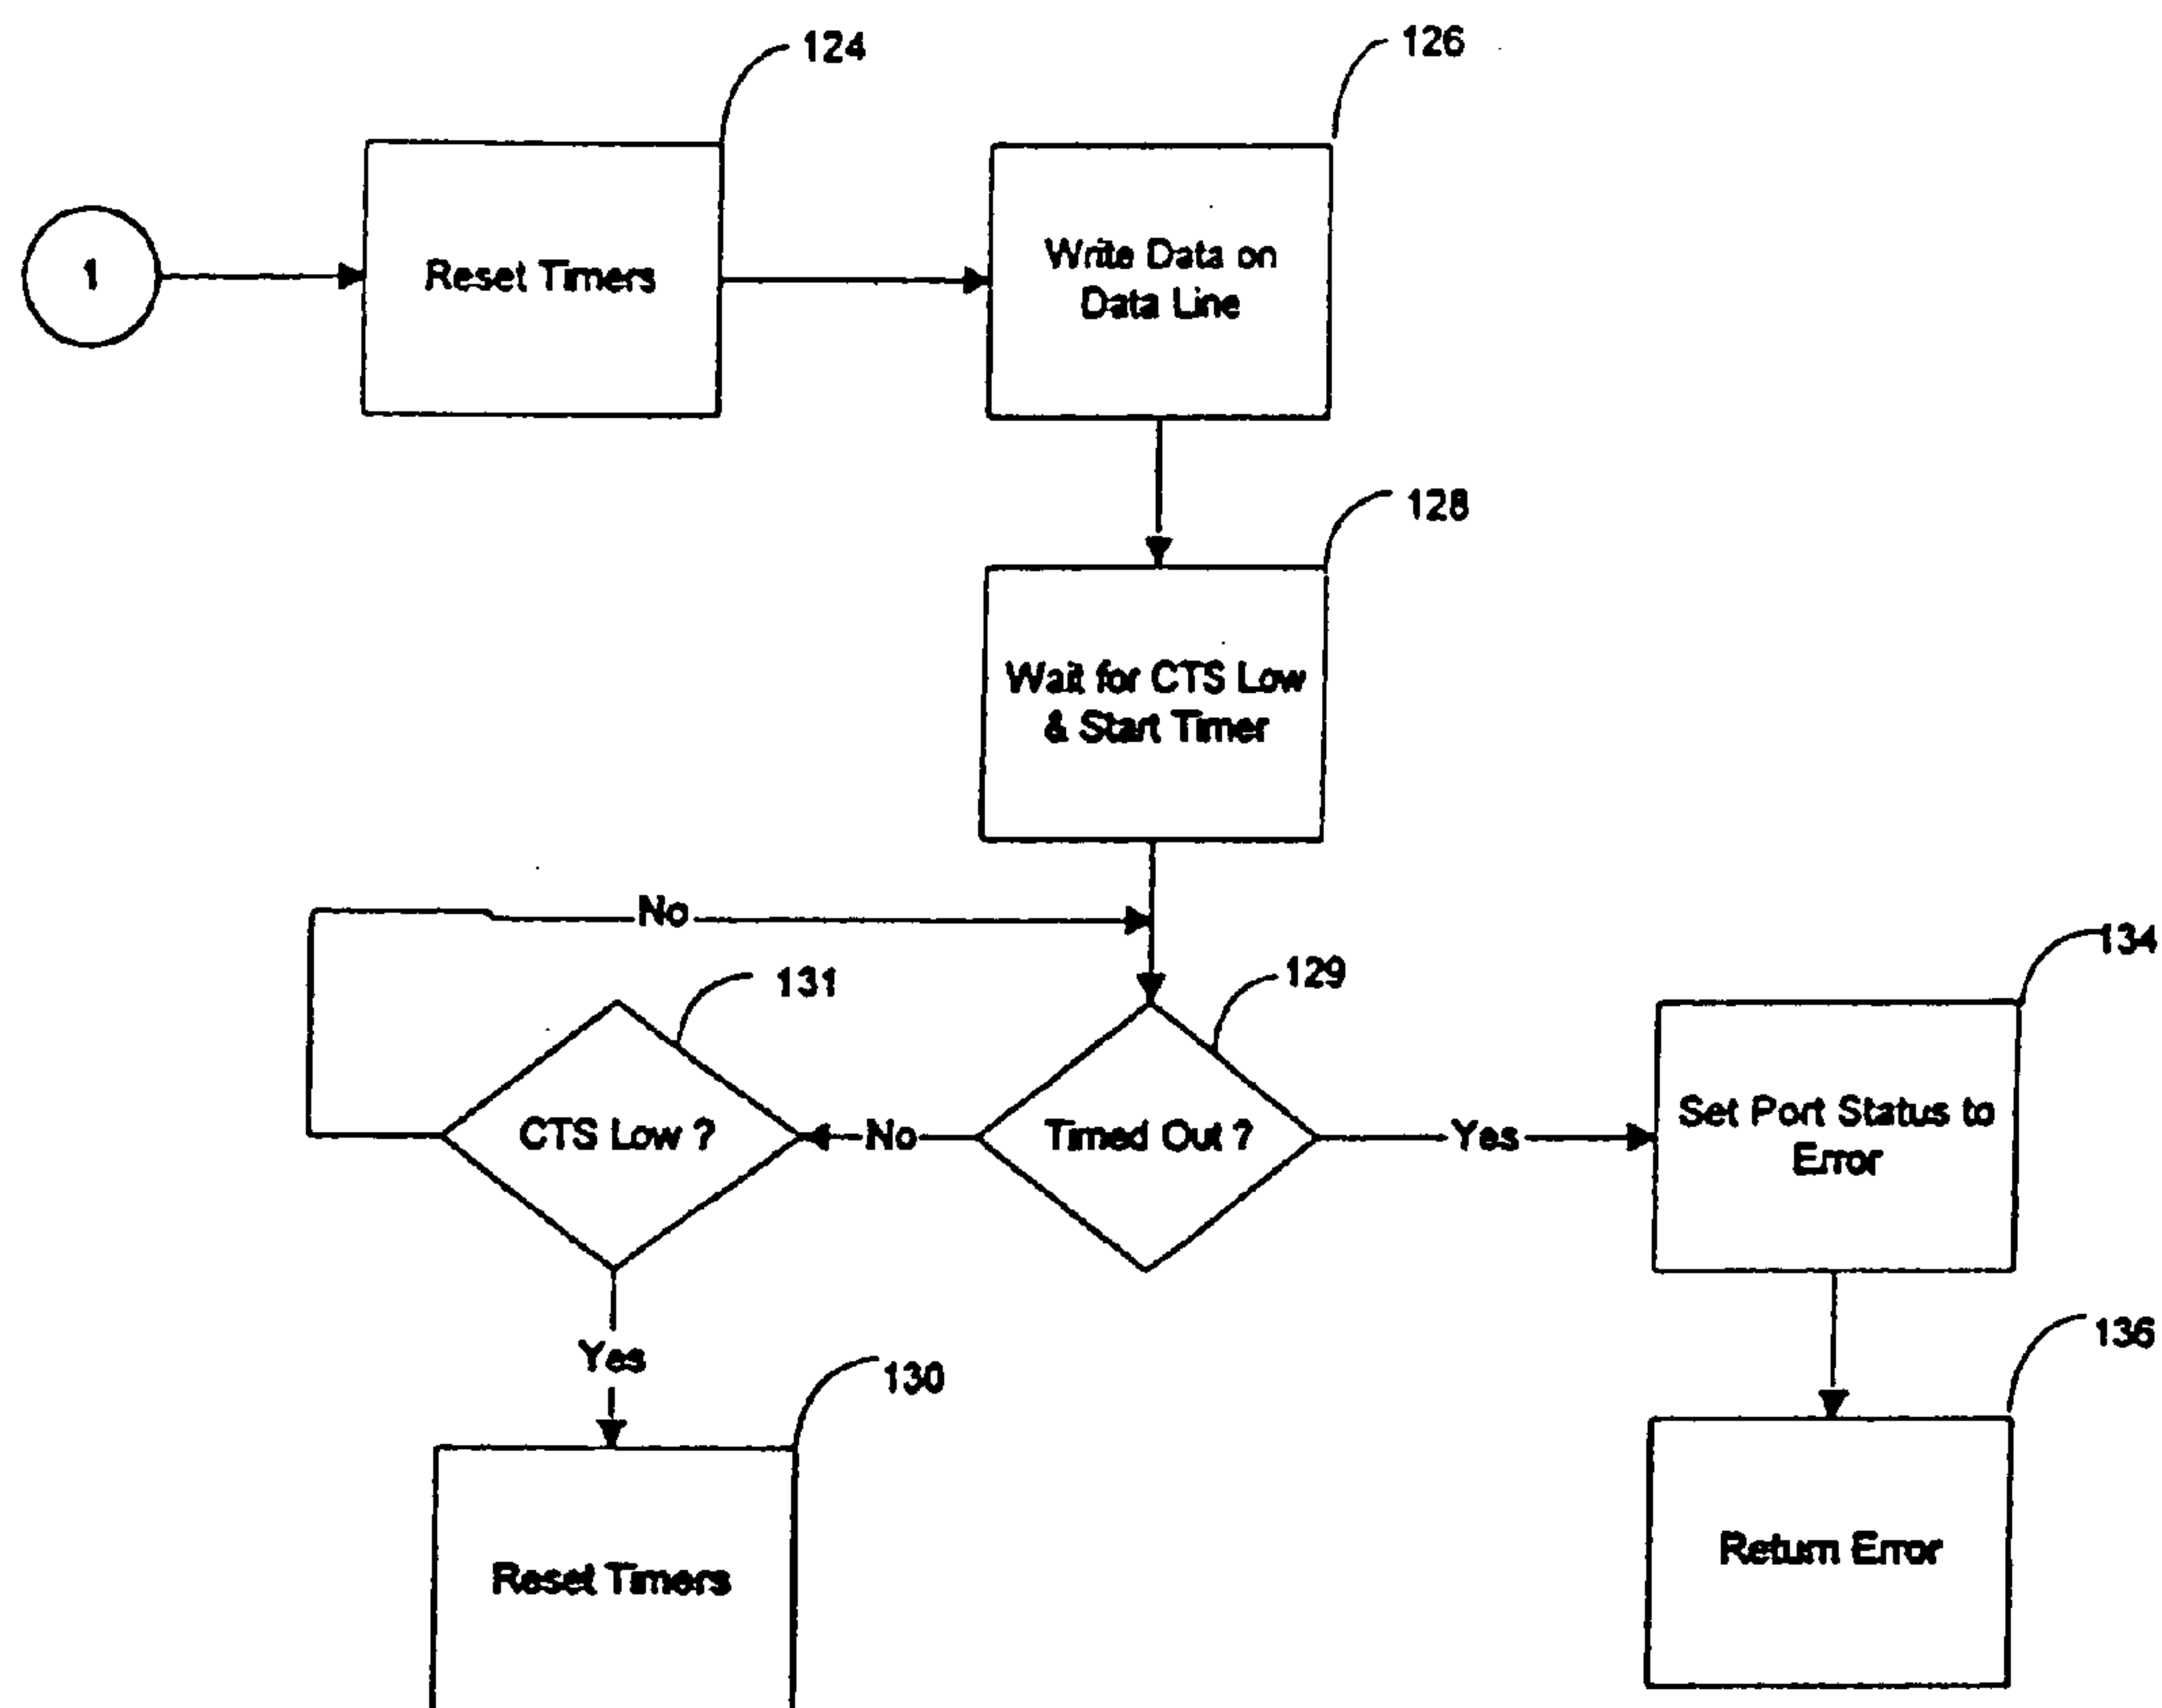 124
126
1
Reset Timers
Write Data on
Data Line
128
Wait for CTS Low
& Start Timer
No
131
129
134
CTS Low ?
No
Timed Out ?
Yes
Set Port Status to
Error
Yes
130
136
Reset Timers
Return Error